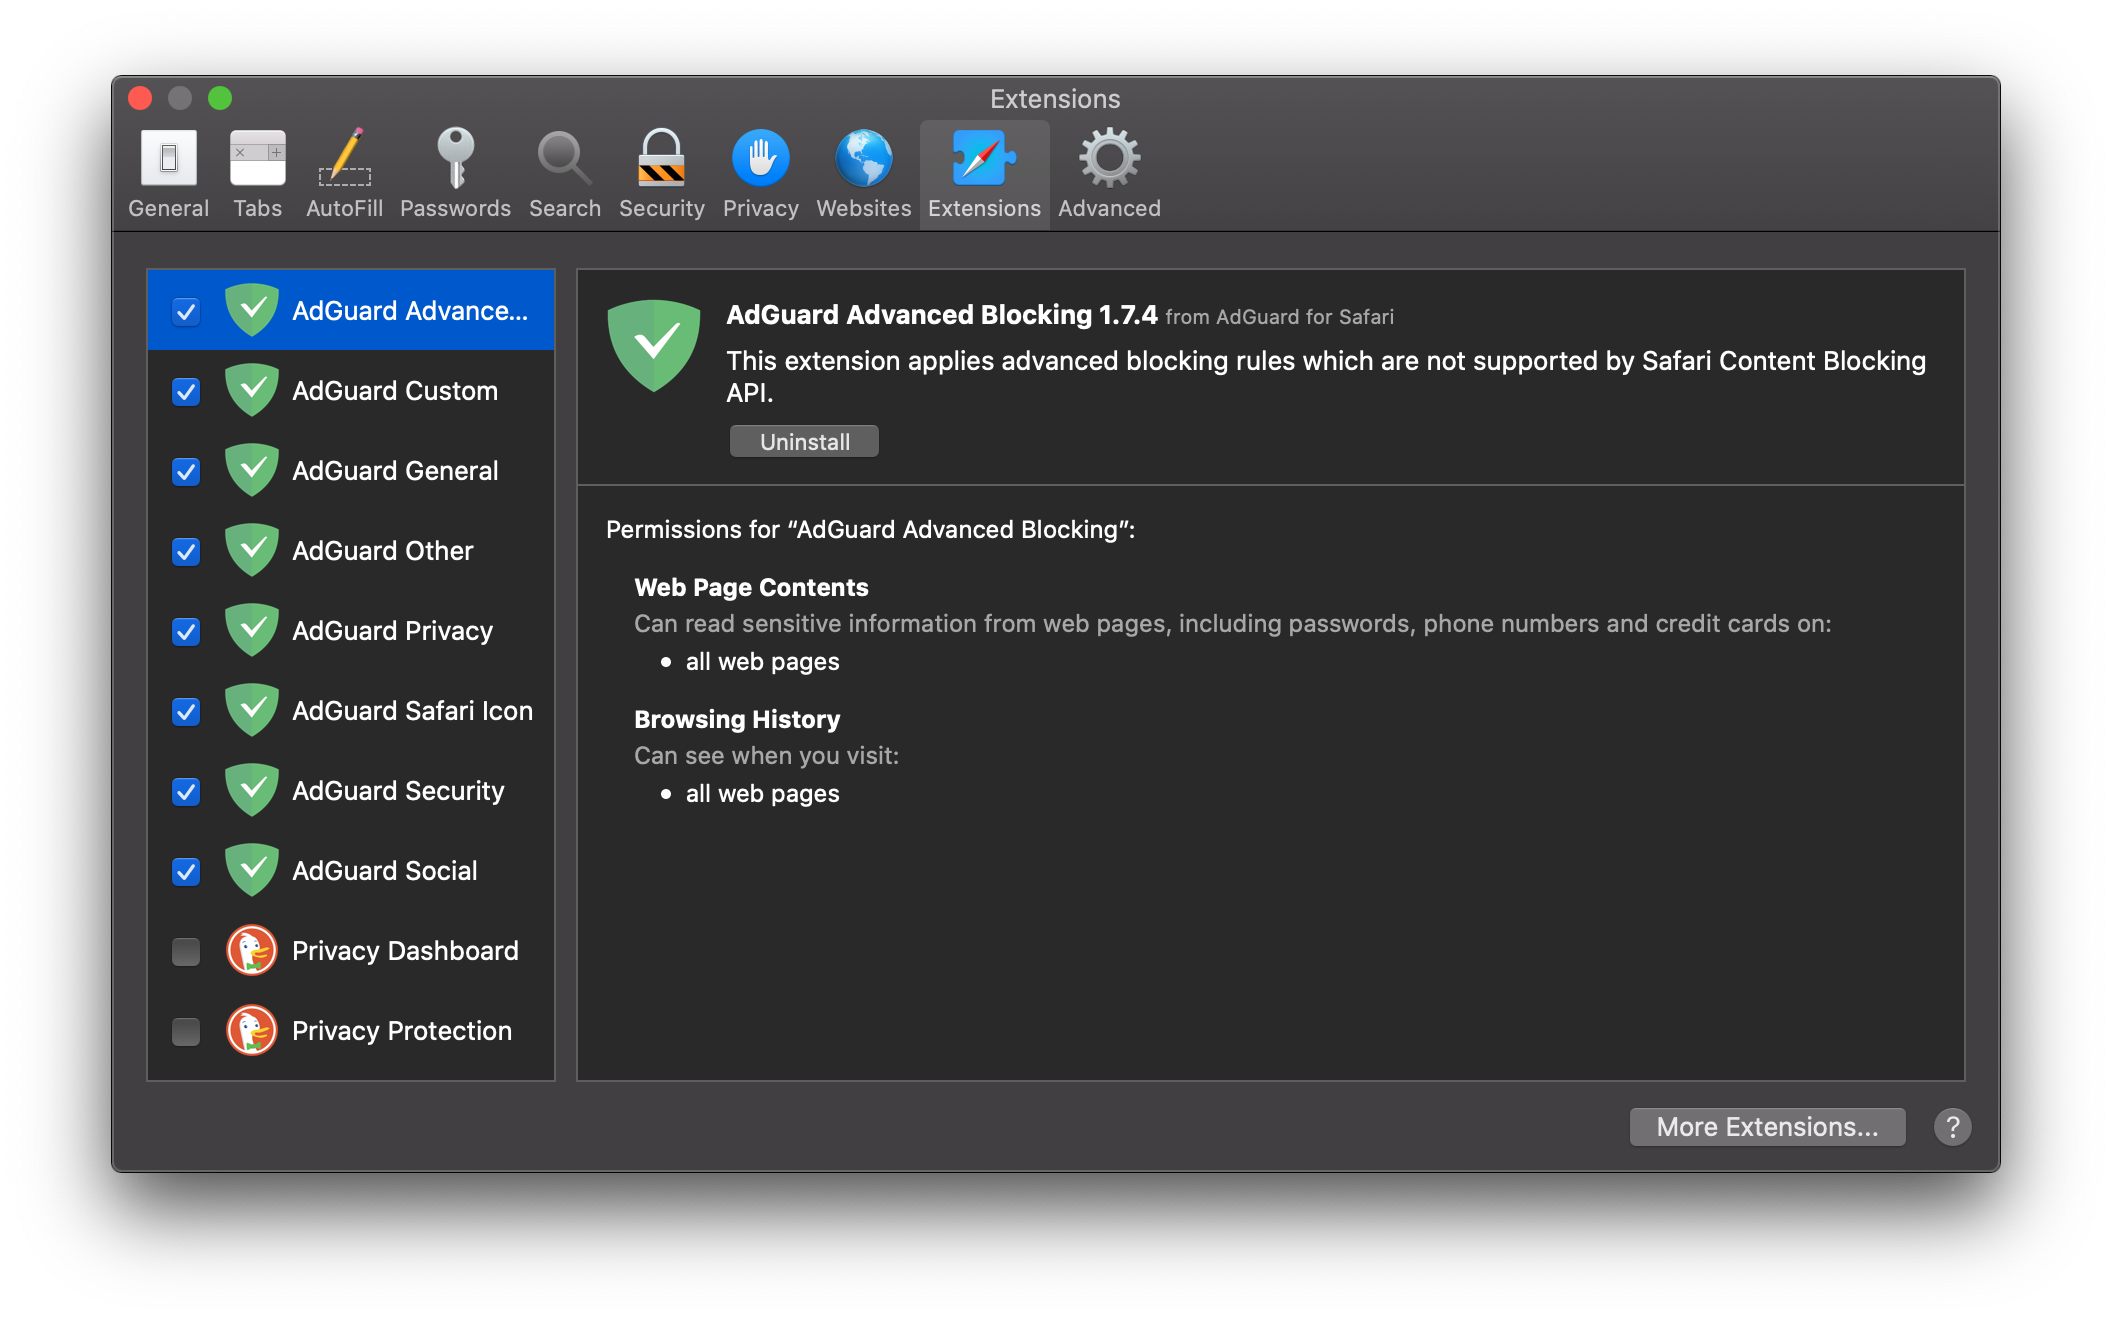 Extensions
General
Tabs
AutoFill
Passwords
Search
Security
Privacy
Websites
Extensions
Advanced
AdGuard Advance...
AdGuard Custom
AdGuard General
AdGuard Other
AdGuard Privacy
AdGuard Safari Icon
AdGuard Security
AdGuard Social
Privacy Dashboard
Privacy Protection
AdGuard Advanced Blocking 1.7.4 from AdGuard for Safari
This extension applies advanced blocking rules which are not supported by Safari Content Blocking
API.
Uninstall
Permissions for “AdGuard Advanced Blocking”:
Web Page Contents
Can read sensitive information from web pages, including passwords, phone numbers and credit cards on:
• all web pages
Browsing History
Can see when you visit:
• all web pages
More Extensions...
?